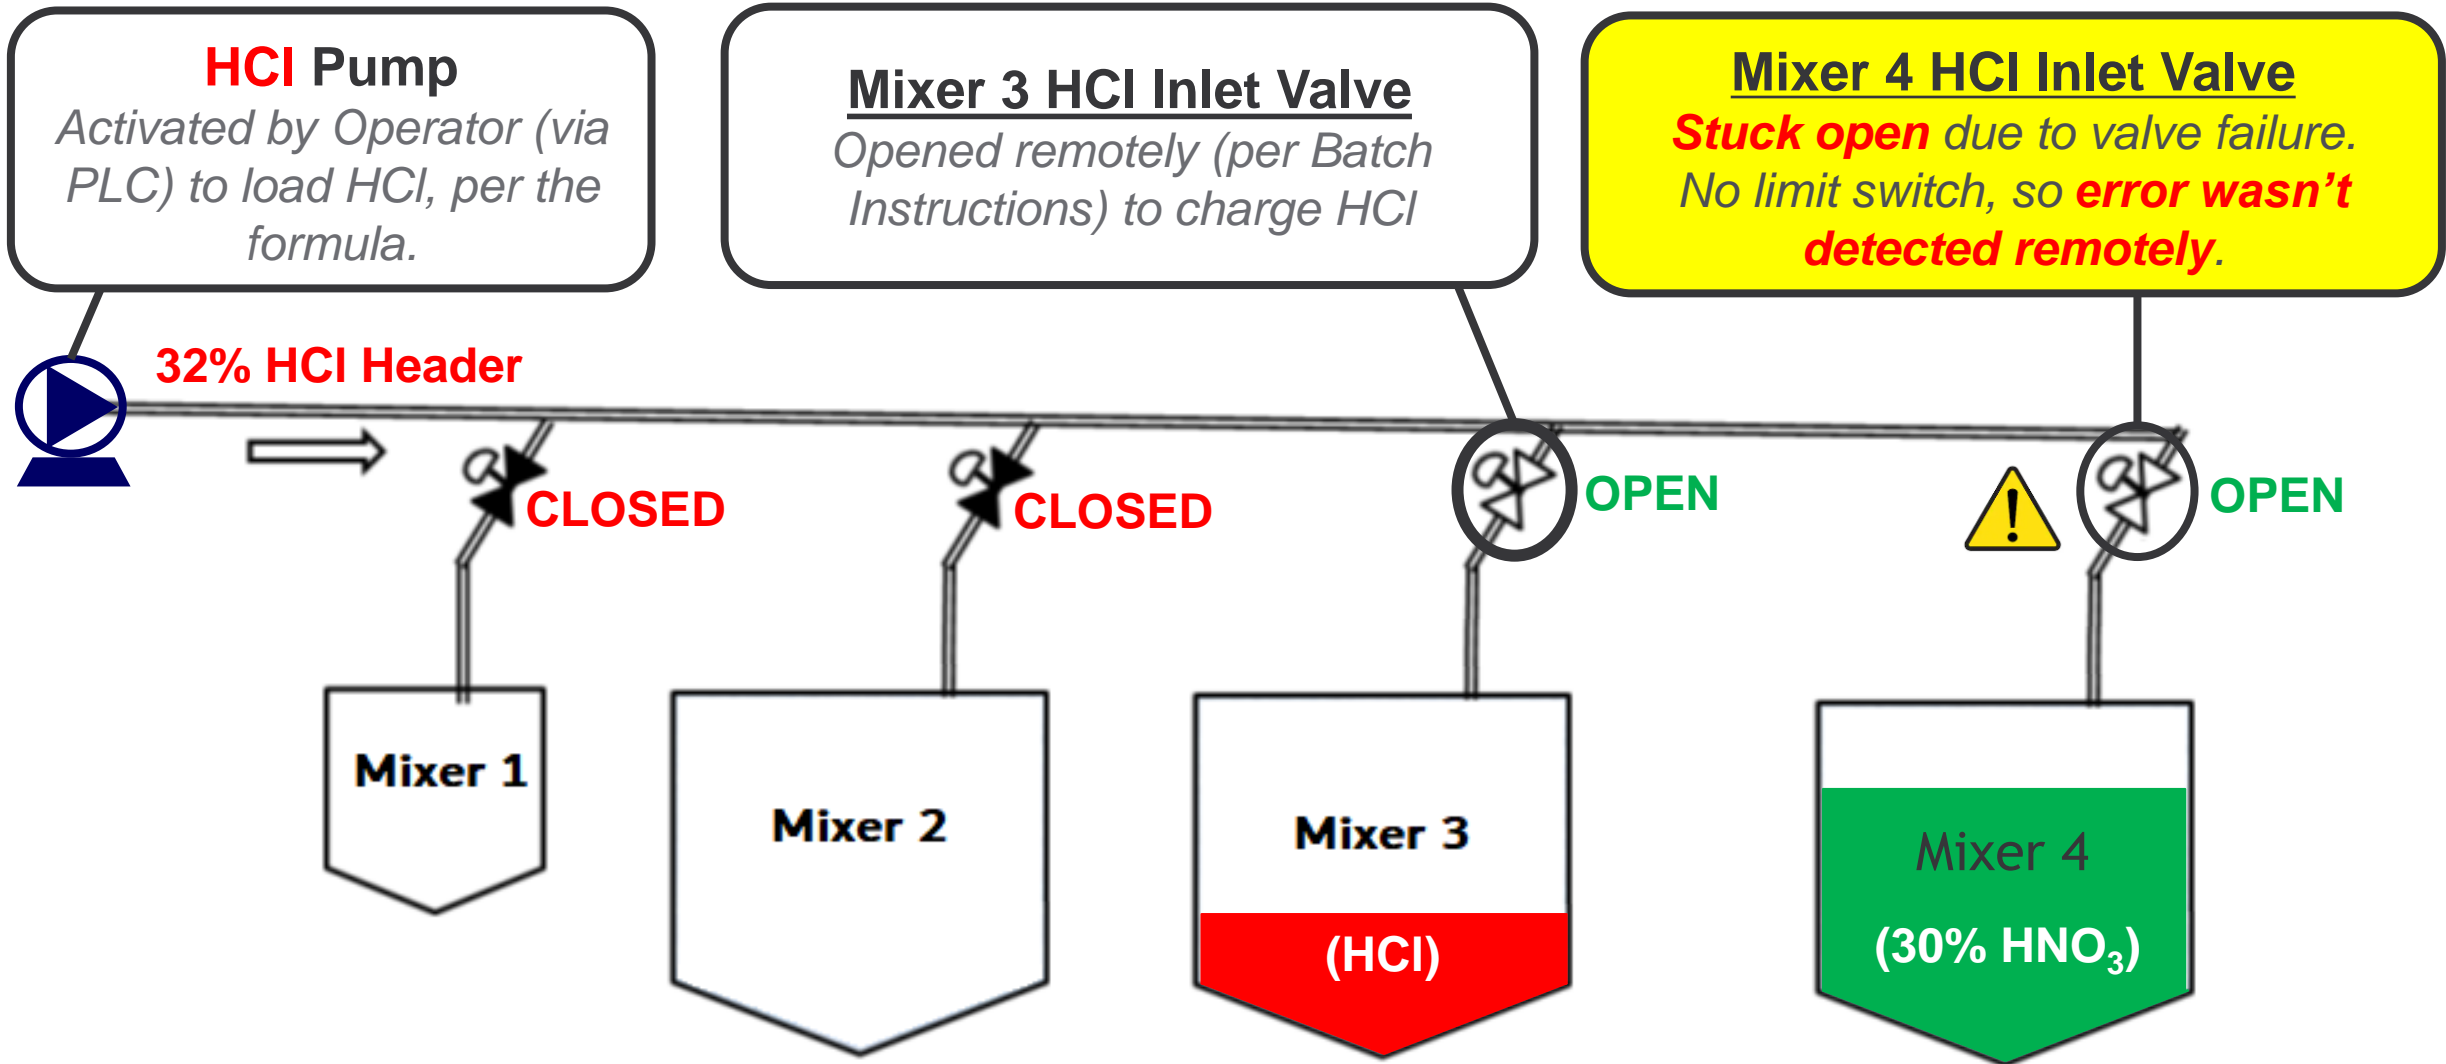 HCl Pump
Activated by Operator (via
PLC) to load HCl, per the
formula.
Mixer 3 HCl Inlet Valve
Opened remotely (per Batch
Instructions) to charge HCl
Mixer 4 HCl Inlet Valve
Stuck open due to valve failure.
No limit switch, so error wasn’t
detected remotely.
32% HCl Header
CLOSED
CLOSED
OPEN
OPEN
!
Mixer 1
Mixer 2
Mixer 3
(HCl)
Mixer 4
(30% HNO₃)